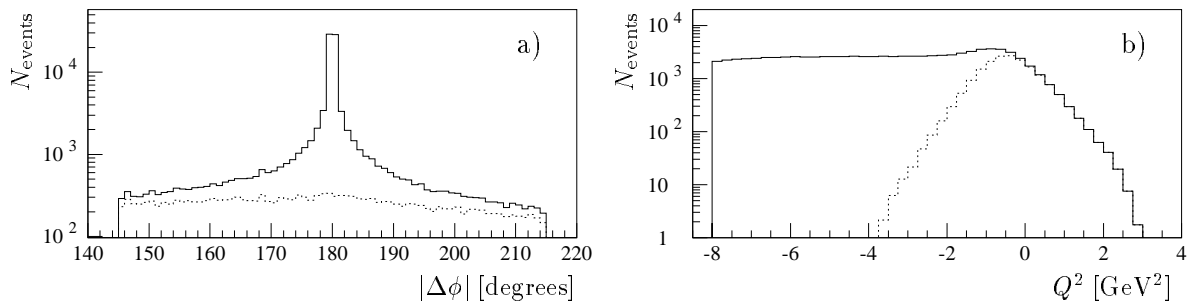 a)
N_events
10^4
10^3
10^2
140 150 160 170 180 190 200 210 220
|Δϕ| [degrees]
b)
N_events
10^4
10^3
10^2
10
1
-8 -6 -4 -2 0 2 4
Q^2 [GeV^2]